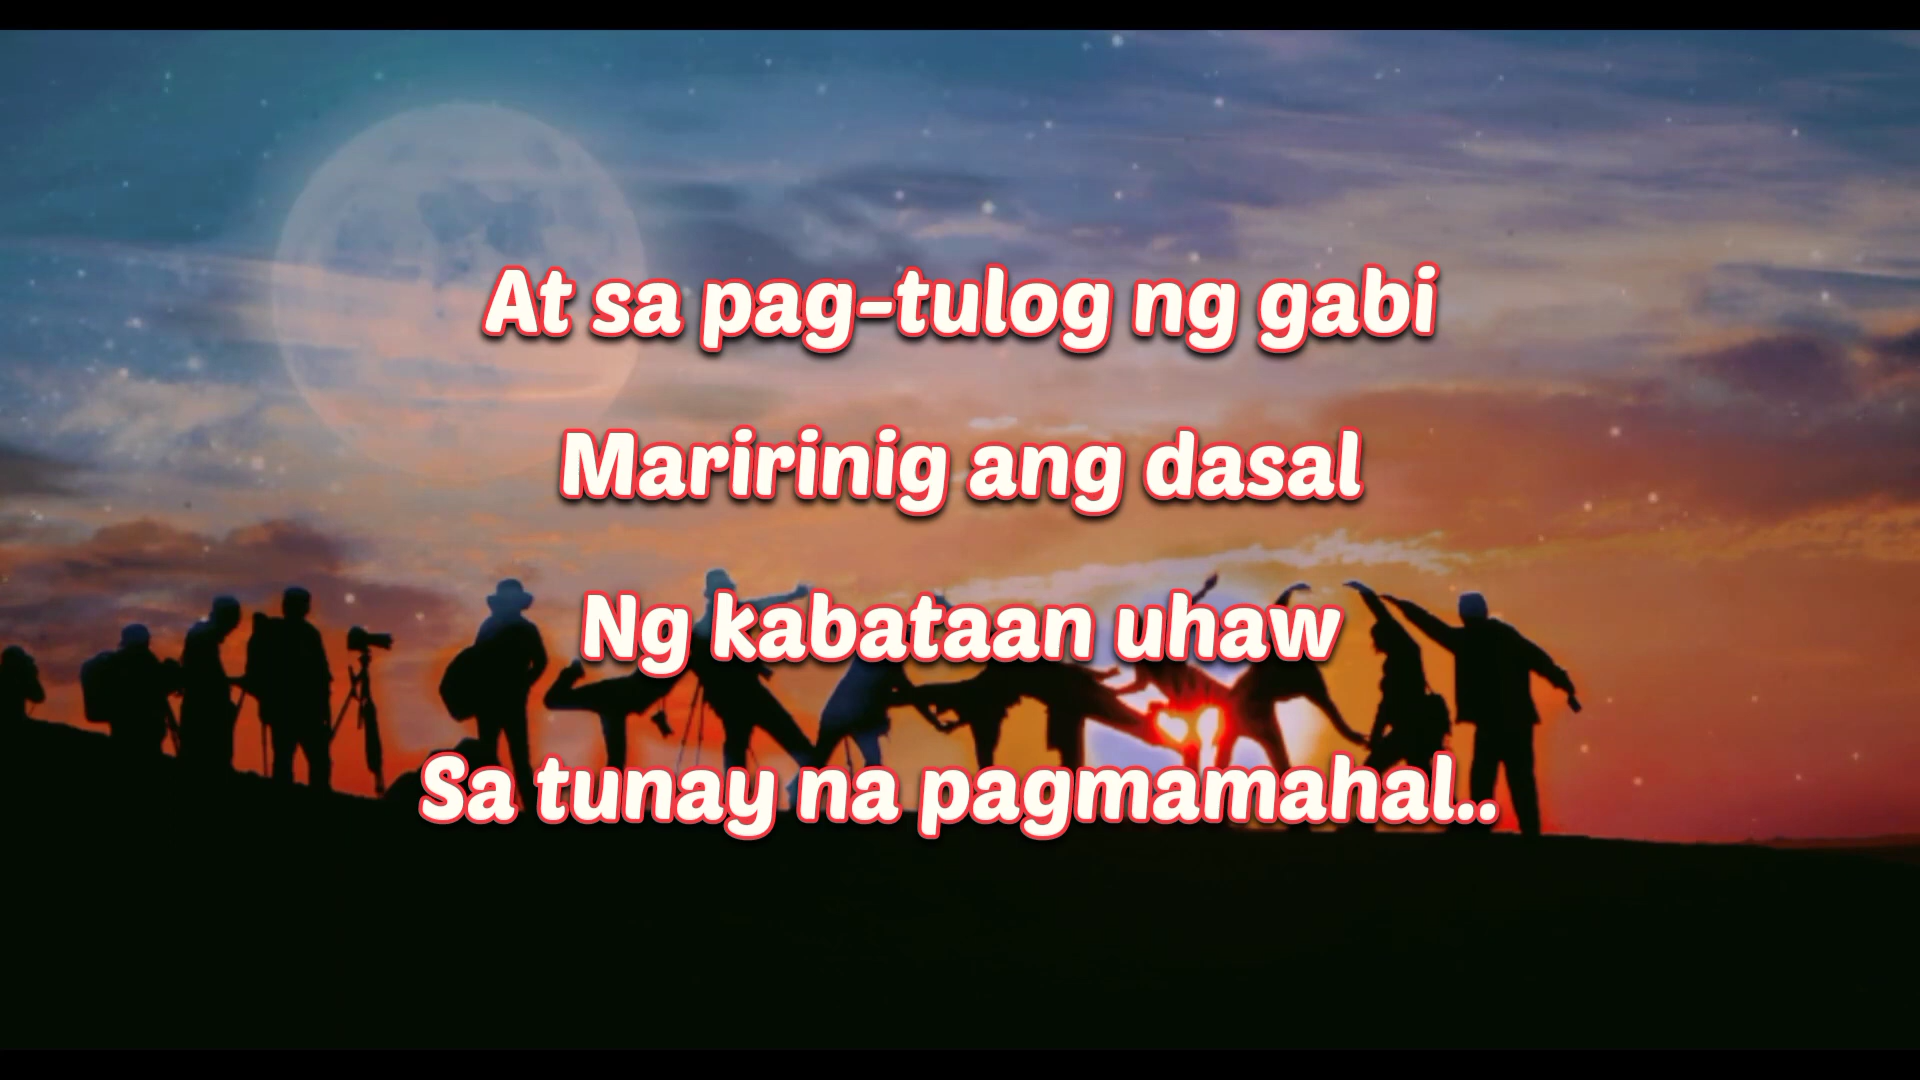 At sa pag-tulog ng gabi
Maririnig ang dasal
Ng kabataan uhaw
Sa tunay na pagmamahal..